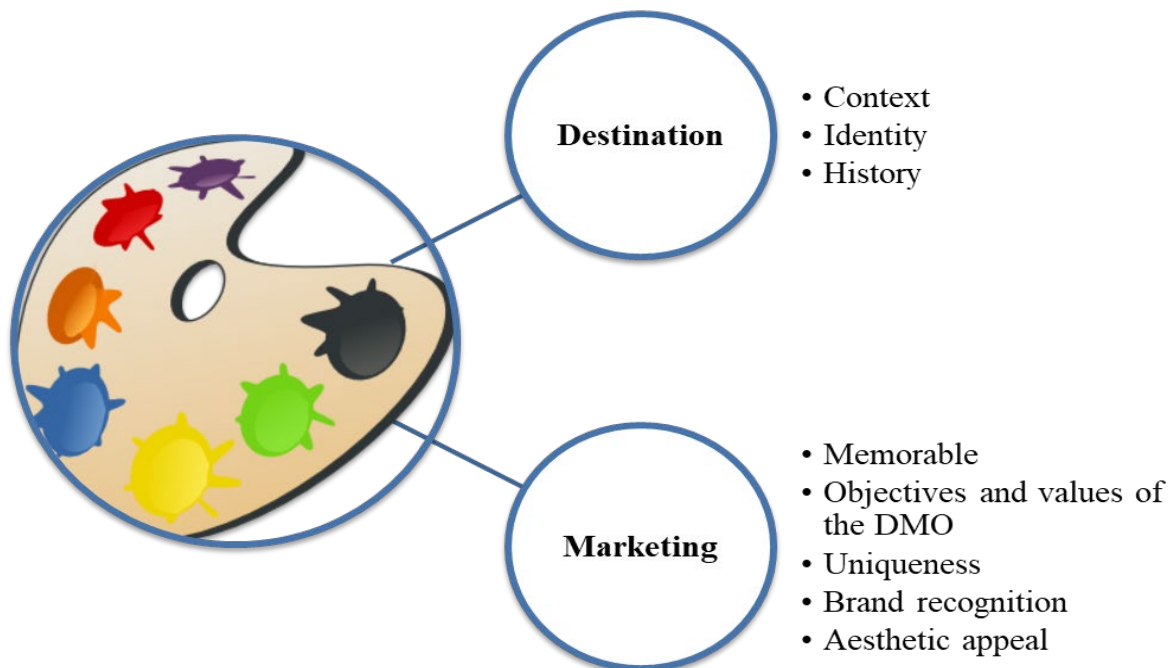 Destination
• Context
• Identity
• History
Marketing
• Memorable
• Objectives and values of
the DMO
• Uniqueness
• Brand recognition
• Aesthetic appeal